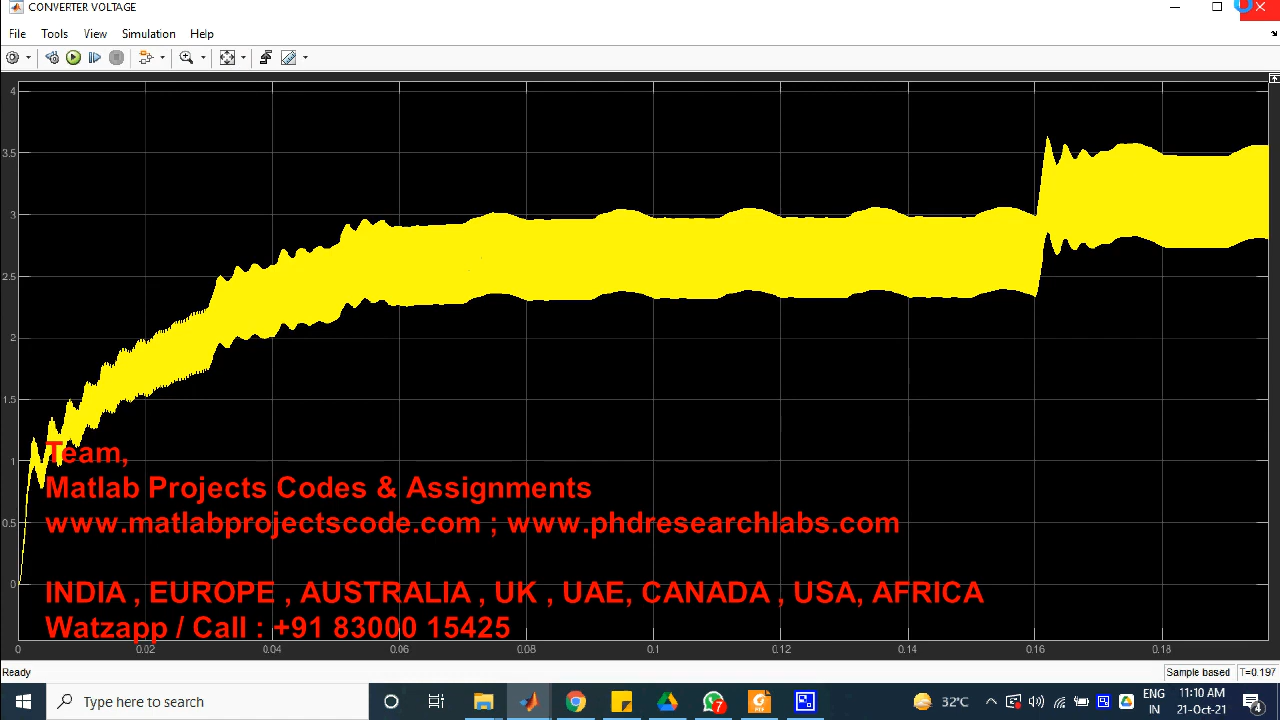 CONVERTER VOLTAGE
File Tools View Simulation Help
4
3.5
3
2.5
2
1.5
1
0.5
0
Team,
Matlab Projects Codes & Assignments
www.matlabprojectscode.com ; www.phdresearchlabs.com
INDIA , EUROPE , AUSTRALIA , UK , UAE, CANADA , USA, AFRICA
Watzapp / Call : +91 83000 15425
0 0.02 0.04 0.06 0.08 0.1 0.12 0.14 0.16 0.18
Ready Sample based T=0.197
Type here to search 7 32°C ENG IN 11:10 AM 21-Oct-21 4